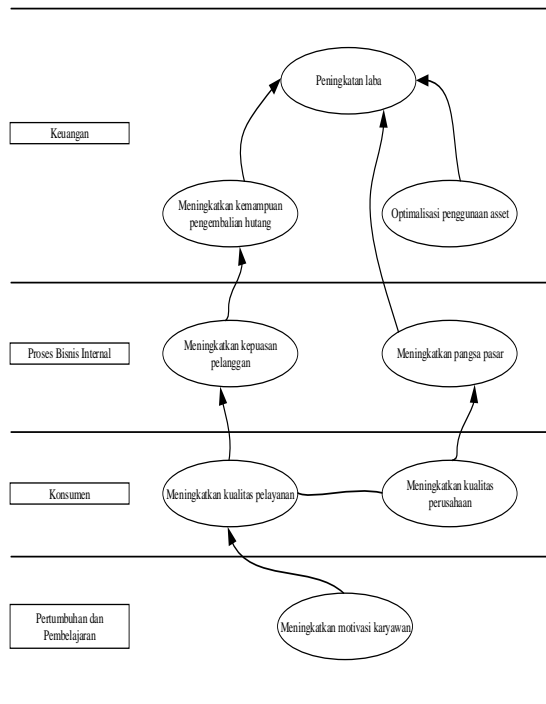 Peningkatan laba
Keuangan
Meningkatkan kemampuan
pengembalian hutang
Optimalisasi penggunaan asset
Proses Bisnis Internal
Meningkatkan kepuasan
pelanggan
Meningkatkan pangsa pasar
Konsumen
Meningkatkan kualitas pelayanan
Meningkatkan kualitas
perusahaan
Pertumbuhan dan
Pembelajaran
Meningkatkan motivasi karyawan